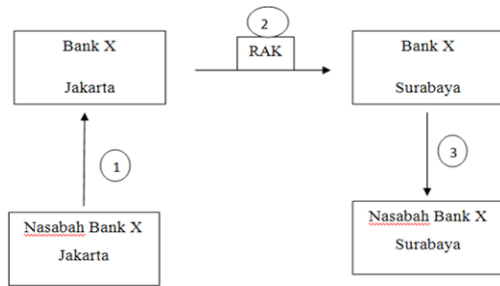 2
Bank X
Jakarta
RAK
Bank X
Surabaya
1
3
Nasabah Bank X
Jakarta
Nasabah Bank X
Surabaya